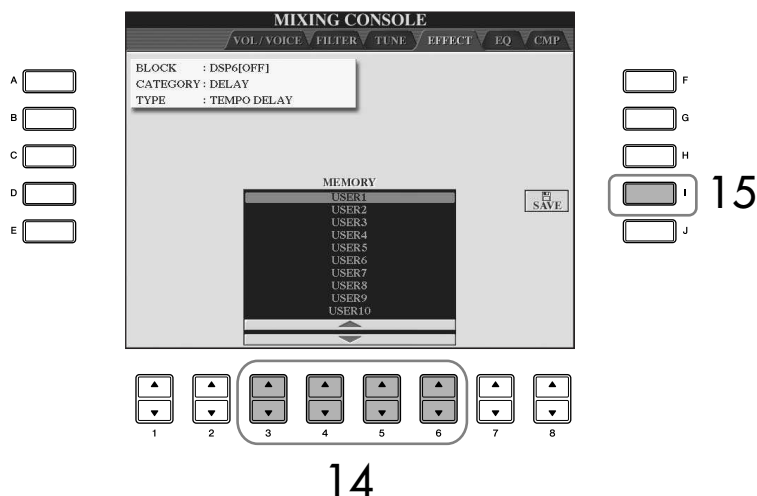 MIXING CONSOLE
VOL/VOICE FILTER TUNE EFFECT EQ CMP
BLOCK : DSP6[OFF]
CATEGORY : DELAY
TYPE : TEMPO DELAY
A
B
C
D
E
F
G
H
I
J
15
MEMORY
USER1
USER2
USER3
USER4
USER5
USER6
USER7
USER8
USER9
USER10
SAVE
1 2 3 4 5 6 7 8
14